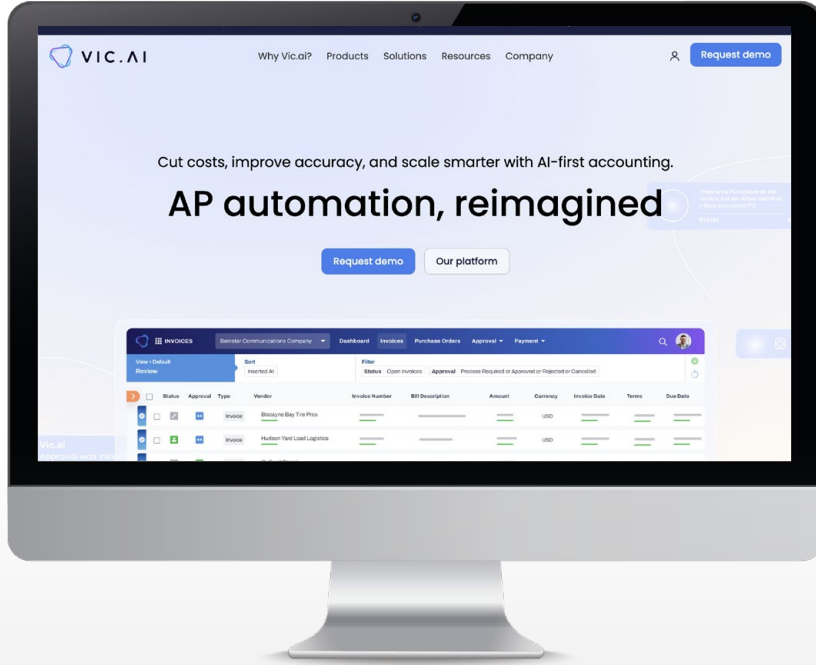 VIC.AI
Why Vic.ai? Products Solutions Resources Company
Request demo
Cut costs, improve accuracy, and scale smarter with AI-first accounting.
AP automation, reimagined
Request demo Our platform
INVOICES Beinstar Communications Company Dashboard Invoices Purchase Orders Approval Payment
View • Default Sort Filter
Review Inserted At Status Open Invoices Approval Process Required or Approved or Rejected or Cancelled
Status Approval Type Vendor Invoice Number Bill Description Amount Currency Invoice Date Terms Due Date
Invoice Biscayne Bay Tire Pros USD
Invoice Hudson Yard Load Logistics USD
Vic.ai
Approval was